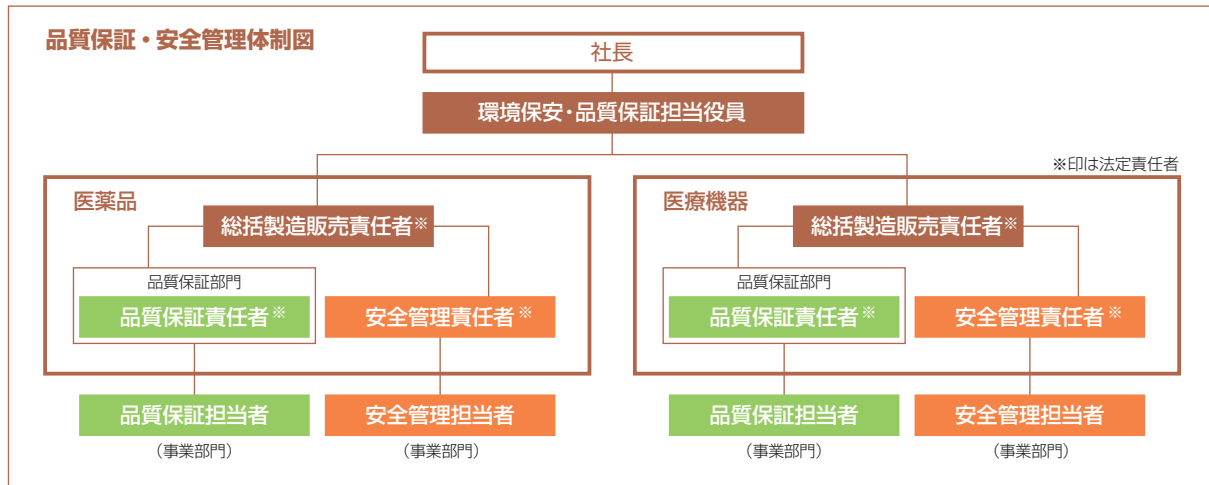 品質保証・安全管理体制図
社長
環境保安・品質保証担当役員
※印は法定責任者
医薬品
総括製造販売責任者※
品質保証部門
品質保証責任者※
安全管理責任者※
品質保証担当者
(事業部門)
安全管理担当者
(事業部門)
医療機器
総括製造販売責任者※
品質保証部門
品質保証責任者※
安全管理責任者※
品質保証担当者
(事業部門)
安全管理担当者
(事業部門)